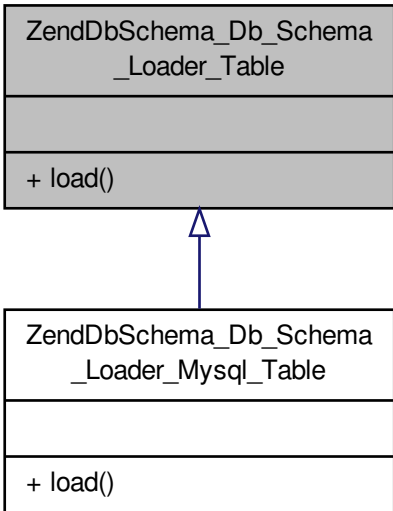 ZendDbSchema_Db_Schema
_Loader_Table
+ load()
ZendDbSchema_Db_Schema
_Loader_Mysql_Table
+ load()